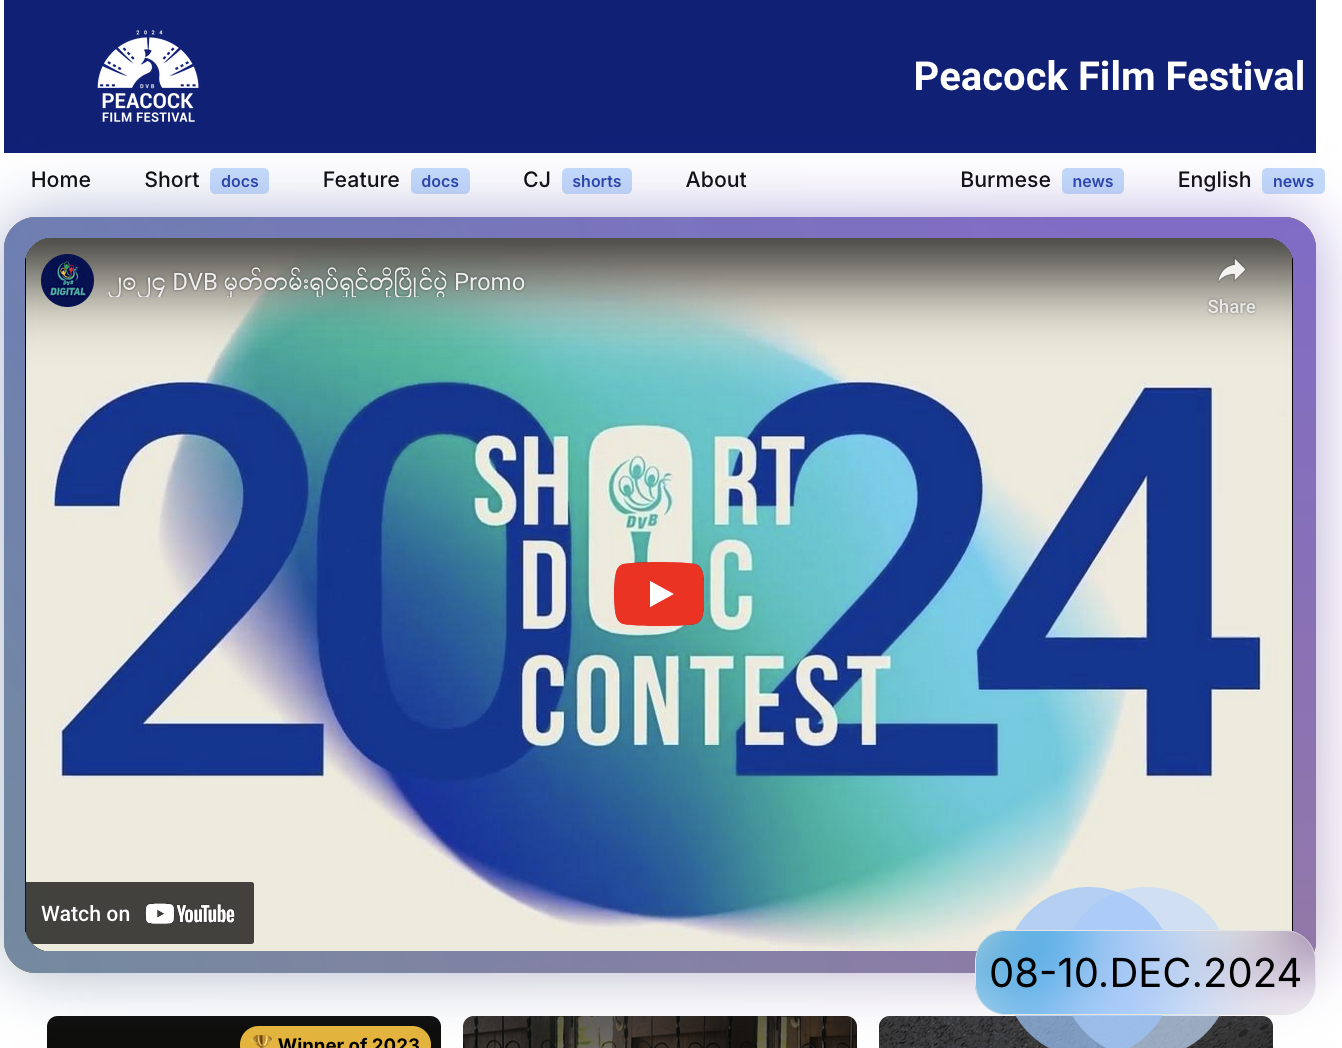 2024
DVB
PEACOCK
FILM FESTIVAL
Peacock Film Festival
Home
Short docs
Feature docs
CJ shorts
About
Burmese news
English news
DVB
DIGITAL
၂၀၂၄ DVB မှတ်တမ်းရုပ်ရှင်တိုပြိုင်ပွဲ Promo
Share
2024
SHORT
DVB
DOC
CONTEST
Watch on YouTube
08-10.DEC.2024
Winner of 2023